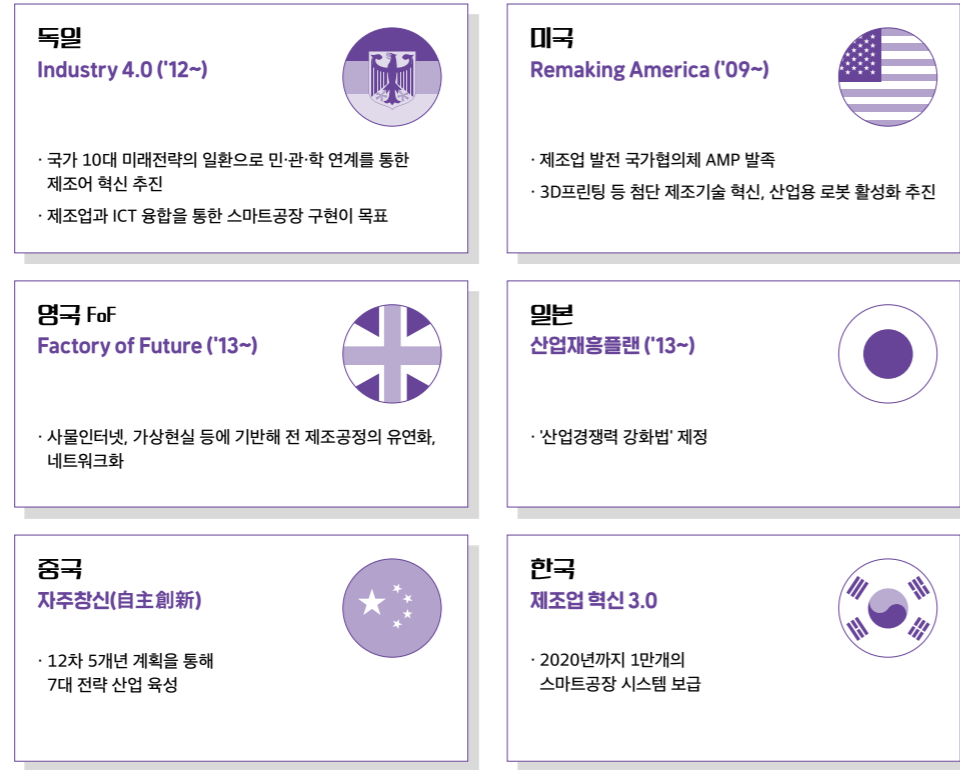 독일
Industry 4.0 ('12~)
· 국가 10대 미래전략의 일환으로 민·관·학 연계를 통한
제조어 혁신 추진
· 제조업과 ICT 융합을 통한 스마트공장 구현이 목표
미국
Remaking America ('09~)
· 제조업 발전 국가협의체 AMP 발족
· 3D프린팅 등 첨단 제조기술 혁신, 산업용 로봇 활성화 추진
영국 FoF
Factory of Future ('13~)
· 사물인터넷, 가상현실 등에 기반해 전 제조공정의 유연화,
네트워크화
일본
산업재흥플랜 ('13~)
· '산업경쟁력 강화법' 제정
중국
자주창신(自主創新)
· 12차 5개년 계획을 통해
7대 전략 산업 육성
한국
제조업 혁신 3.0
· 2020년까지 1만개의
스마트공장 시스템 보급